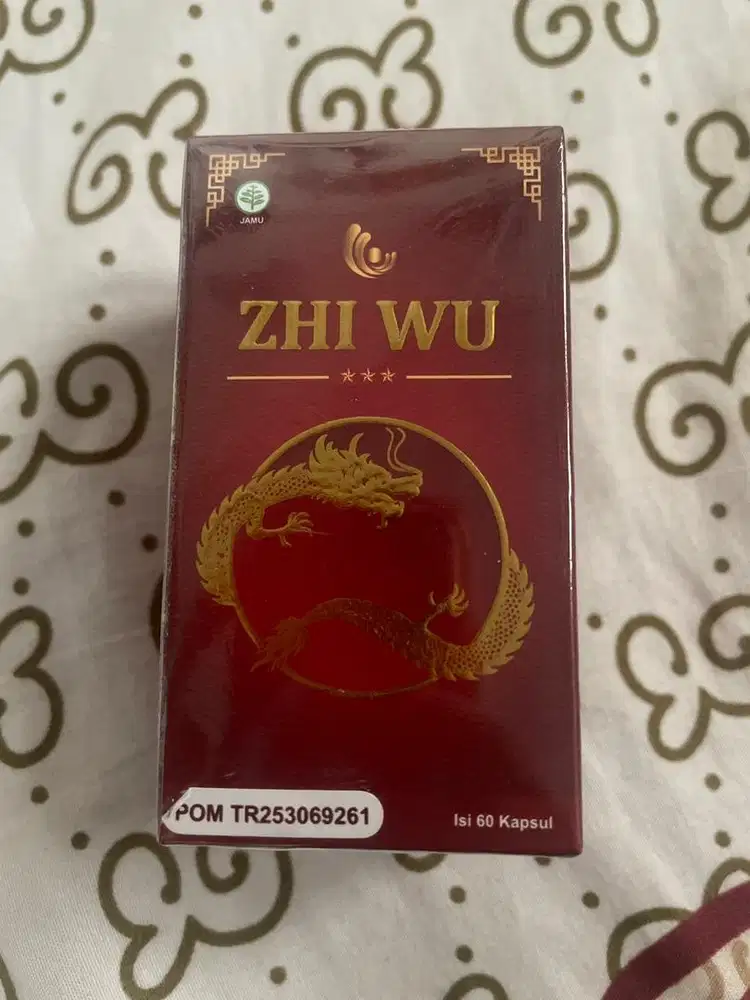 JAMU
ZHI WU
POM TR253069261
Isi 60 Kapsul